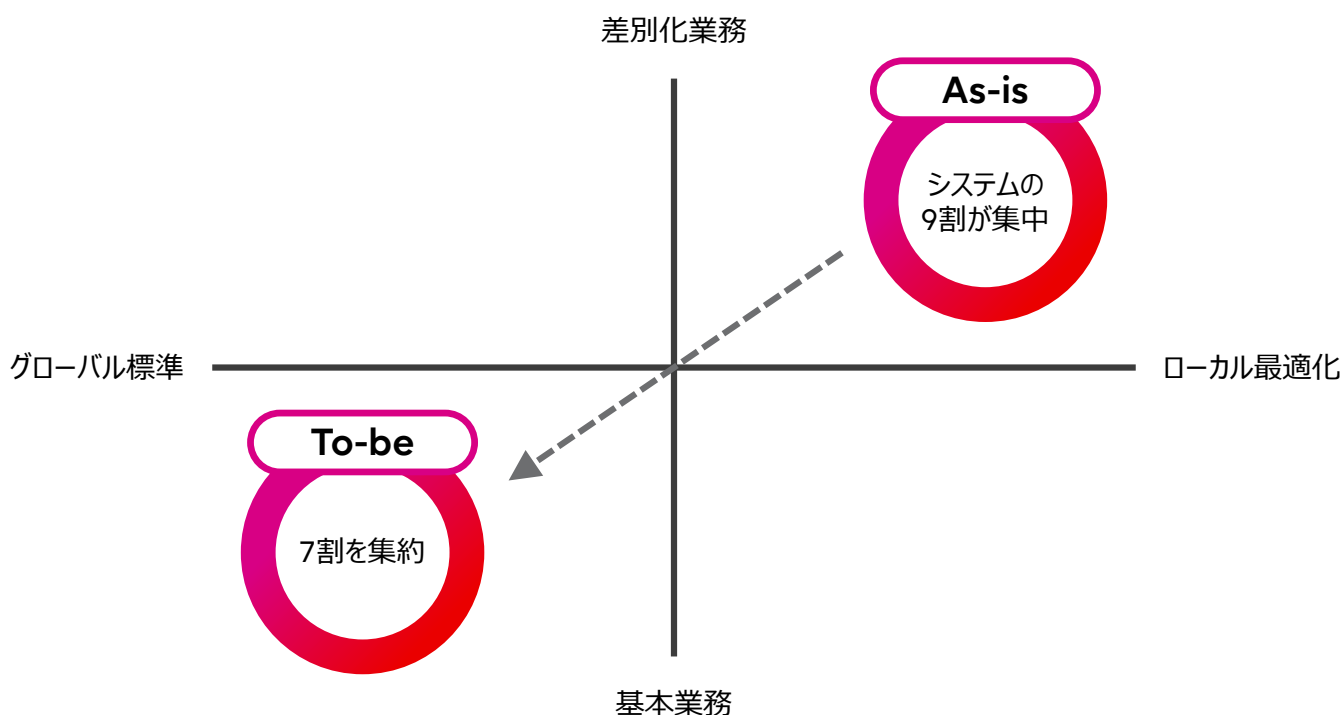 差別化業務
As-is
システムの
9割が集中
グローバル標準
ローカル最適化
To-be
7割を集約
基本業務